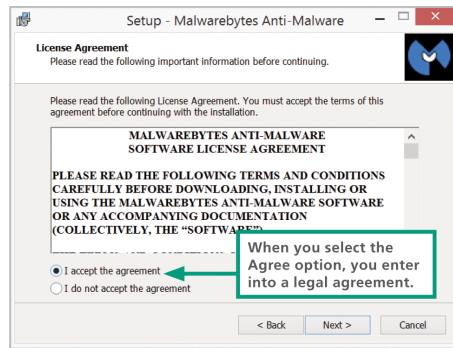 Setup - Malwarebytes Anti-Malware
License Agreement
Please read the following important information before continuing.
Please read the following License Agreement. You must accept the terms of this
agreement before continuing with the installation.
MALWAREBYTES ANTI-MALWARE
SOFTWARE LICENSE AGREEMENT
PLEASE READ THE FOLLOWING TERMS AND CONDITIONS
CAREFULLY BEFORE DOWNLOADING, INSTALLING OR
USING THE MALWAREBYTES ANTI-MALWARE SOFTWARE
OR ANY ACCOMPANYING DOCUMENTATION
(COLLECTIVELY, THE “SOFTWARE”)
When you select the
Agree option, you enter
into a legal agreement.
I accept the agreement
I do not accept the agreement
< Back
Next >
Cancel